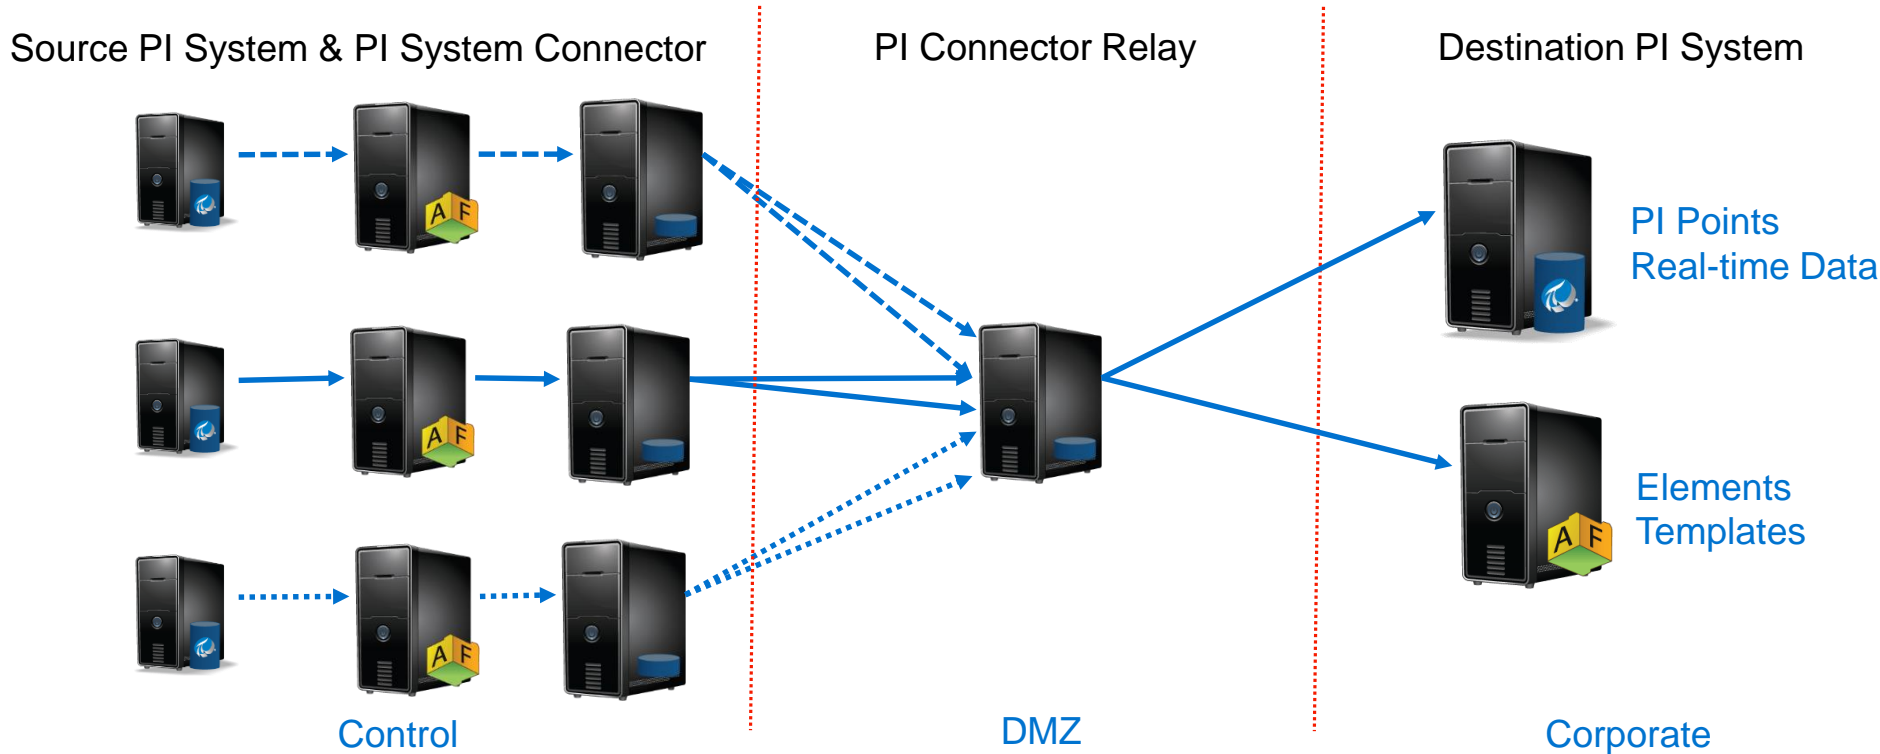 Source PI System & PI System Connector
PI Connector Relay
Destination PI System
A F
A F
A F
PI Points
Real-time Data
Elements
Templates
A F
Control
DMZ
Corporate